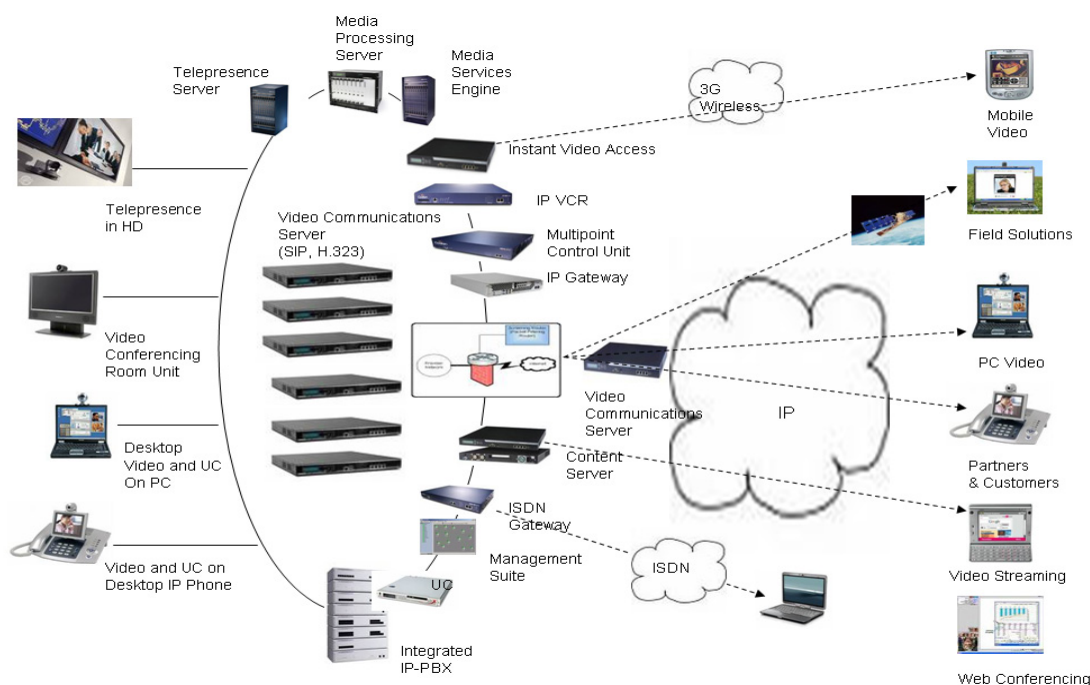 Media
Processing
Server
Telepresence
Server
Media
Services
Engine
3G
Wireless
Mobile
Video
Instant Video Access
IP VCR
Telepresence
in HD
Video Communications
Server
(SIP, H.323)
Multipoint
Control Unit
IP Gateway
Field Solutions
Video
Conferencing
Room Unit
PC Video
Video
Communications
Server
IP
Desktop
Video and UC
On PC
Content
Server
Partners
& Customers
ISDN
Gateway
Management
Suite
Video and UC on
Desktop IP Phone
UC
ISDN
Video Streaming
Integrated
IP-PBX
Web Conferencing